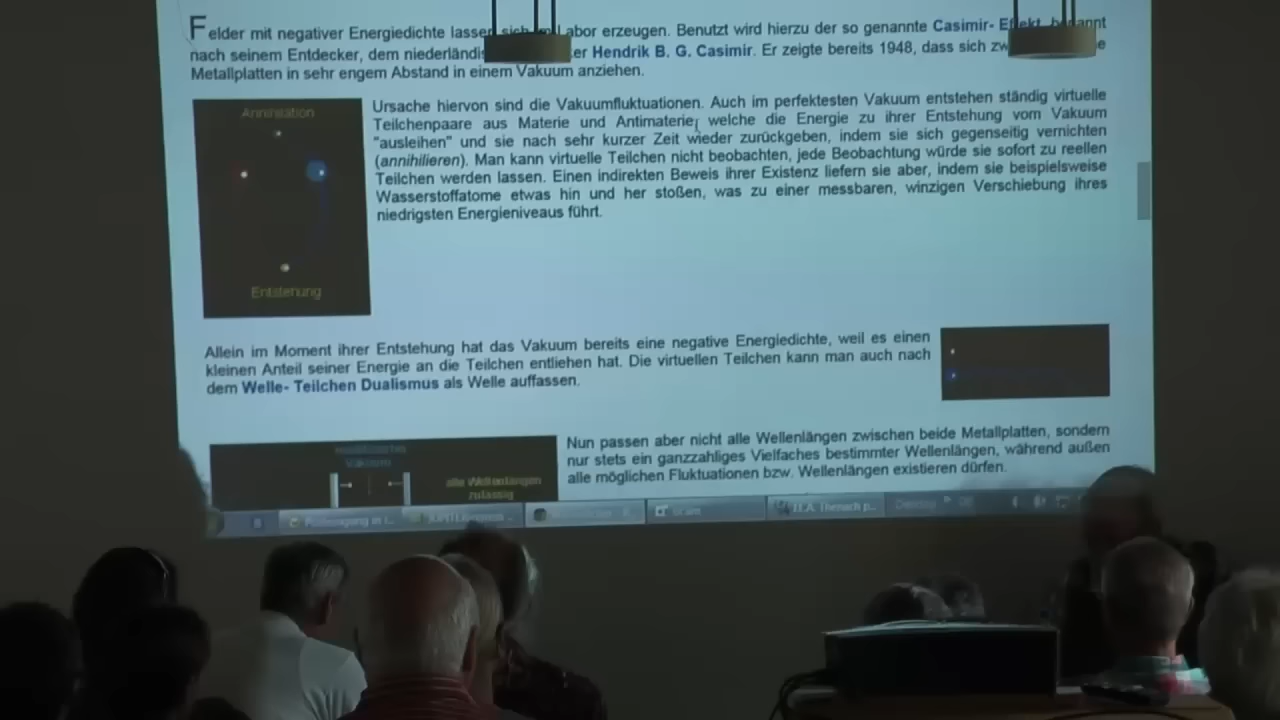 Felder mit negativer Energiedichte lassen sich im Labor erzeugen. Benutzt wird hierzu der so genannte Casimir- Effekt, benannt
nach seinem Entdecker, dem Hendrik B. G. Casimir. Er zeigte bereits 1948, dass sich
Metallplatten in sehr engem Abstand in einem Vakuum anziehen.
Annihilation
Entstehung
Ursache hiervon sind die Vakuumfluktuationen. Auch im perfektesten Vakuum entstehen ständig virtuelle
Teilchenpaare aus Materie und Antimaterie, welche die Energie zu ihrer Entstehung vom Vakuum
"ausleihen" und sie nach sehr kurzer Zeit wieder zurückgeben, indem sie sich gegenseitig vernichten
(annihilieren). Man kann virtuelle Teilchen nicht beobachten, jede Beobachtung würde sie sofort zu reellen
Teilchen werden lassen. Einen indirekten Beweis ihrer Existenz liefern sie aber, indem sie beispielsweise
Wasserstoffatome etwas hin und her stoßen, was zu einer messbaren, winzigen Verschiebung ihres
niedrigsten Energieniveaus führt.
Allein im Moment ihrer Entstehung hat das Vakuum bereits eine negative Energiedichte, weil es einen
kleinen Anteil seiner Energie an die Teilchen entliehen hat. Die virtuellen Teilchen kann man auch nach
dem Welle- Teilchen Dualismus als Welle auffassen.
Vakuum
alle Wellenlängen
zulässig
Nun passen aber nicht alle Wellenlängen zwischen beide Metallplatten, sondern
nur stets ein ganzzahliges Vielfaches bestimmter Wellenlängen, während außen
alle möglichen Fluktuationen bzw. Wellenlängen existieren dürfen.